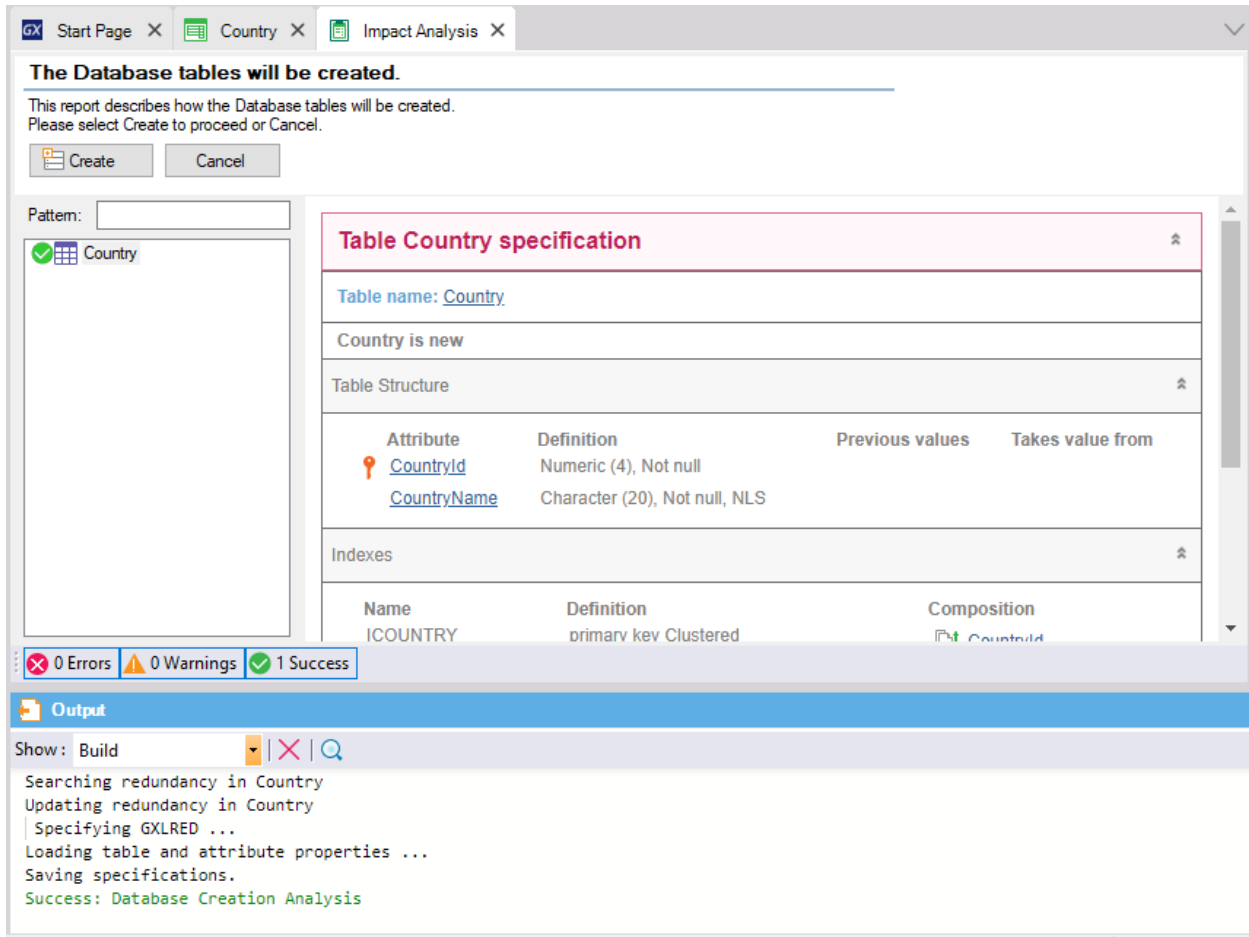 GX Start Page Country Impact Analysis
The Database tables will be created.
This report describes how the Database tables will be created.
Please select Create to proceed or Cancel.
Create Cancel
Pattern:
Country
Table Country specification
Table name: Country
Country is new
Table Structure
Attribute Definition Previous values Takes value from
CountryId Numeric (4), Not null
CountryName Character (20), Not null, NLS
Indexes
Name Definition Composition
ICOUNTRY primary key Clustered CountryId
0 Errors 0 Warnings 1 Success
Output
Show: Build
Searching redundancy in Country
Updating redundancy in Country
Specifying GXLRED ...
Loading table and attribute properties ...
Saving specifications.
Success: Database Creation Analysis